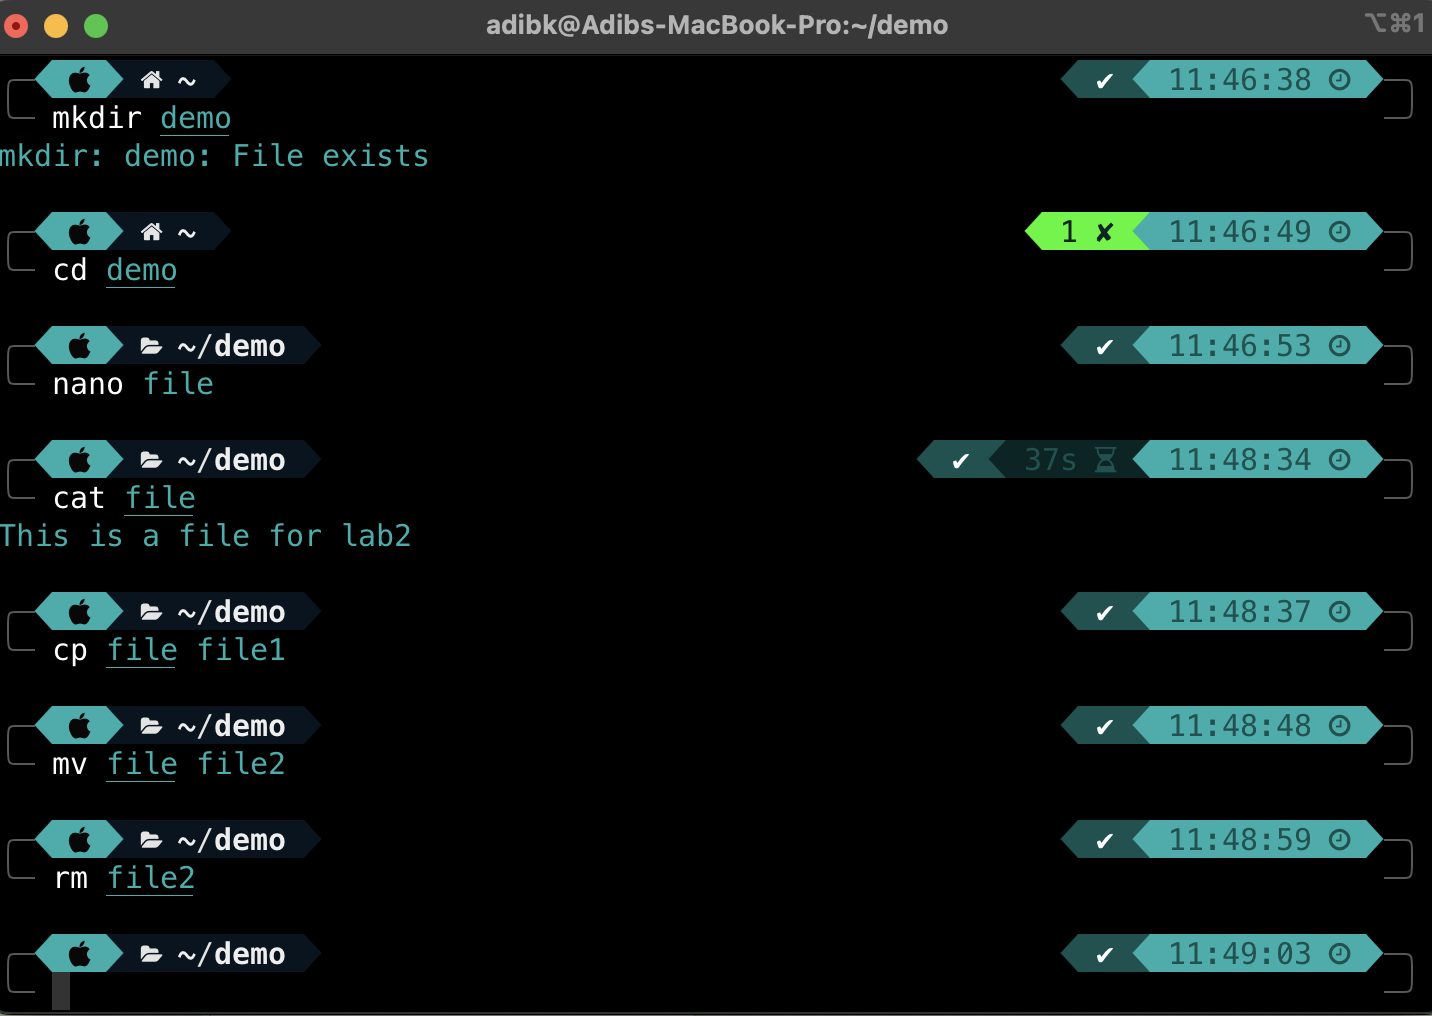 adibk@Adibs-MacBook-Pro:~/demo ⌥⌘1
~ ✔ 11:46:38
mkdir demo
mkdir: demo: File exists
~ 1 ✘ 11:46:49
cd demo
~/demo ✔ 11:46:53
nano file
~/demo ✔ 37s 11:48:34
cat file
This is a file for lab2
~/demo ✔ 11:48:37
cp file file1
~/demo ✔ 11:48:48
mv file file2
~/demo ✔ 11:48:59
rm file2
~/demo ✔ 11:49:03